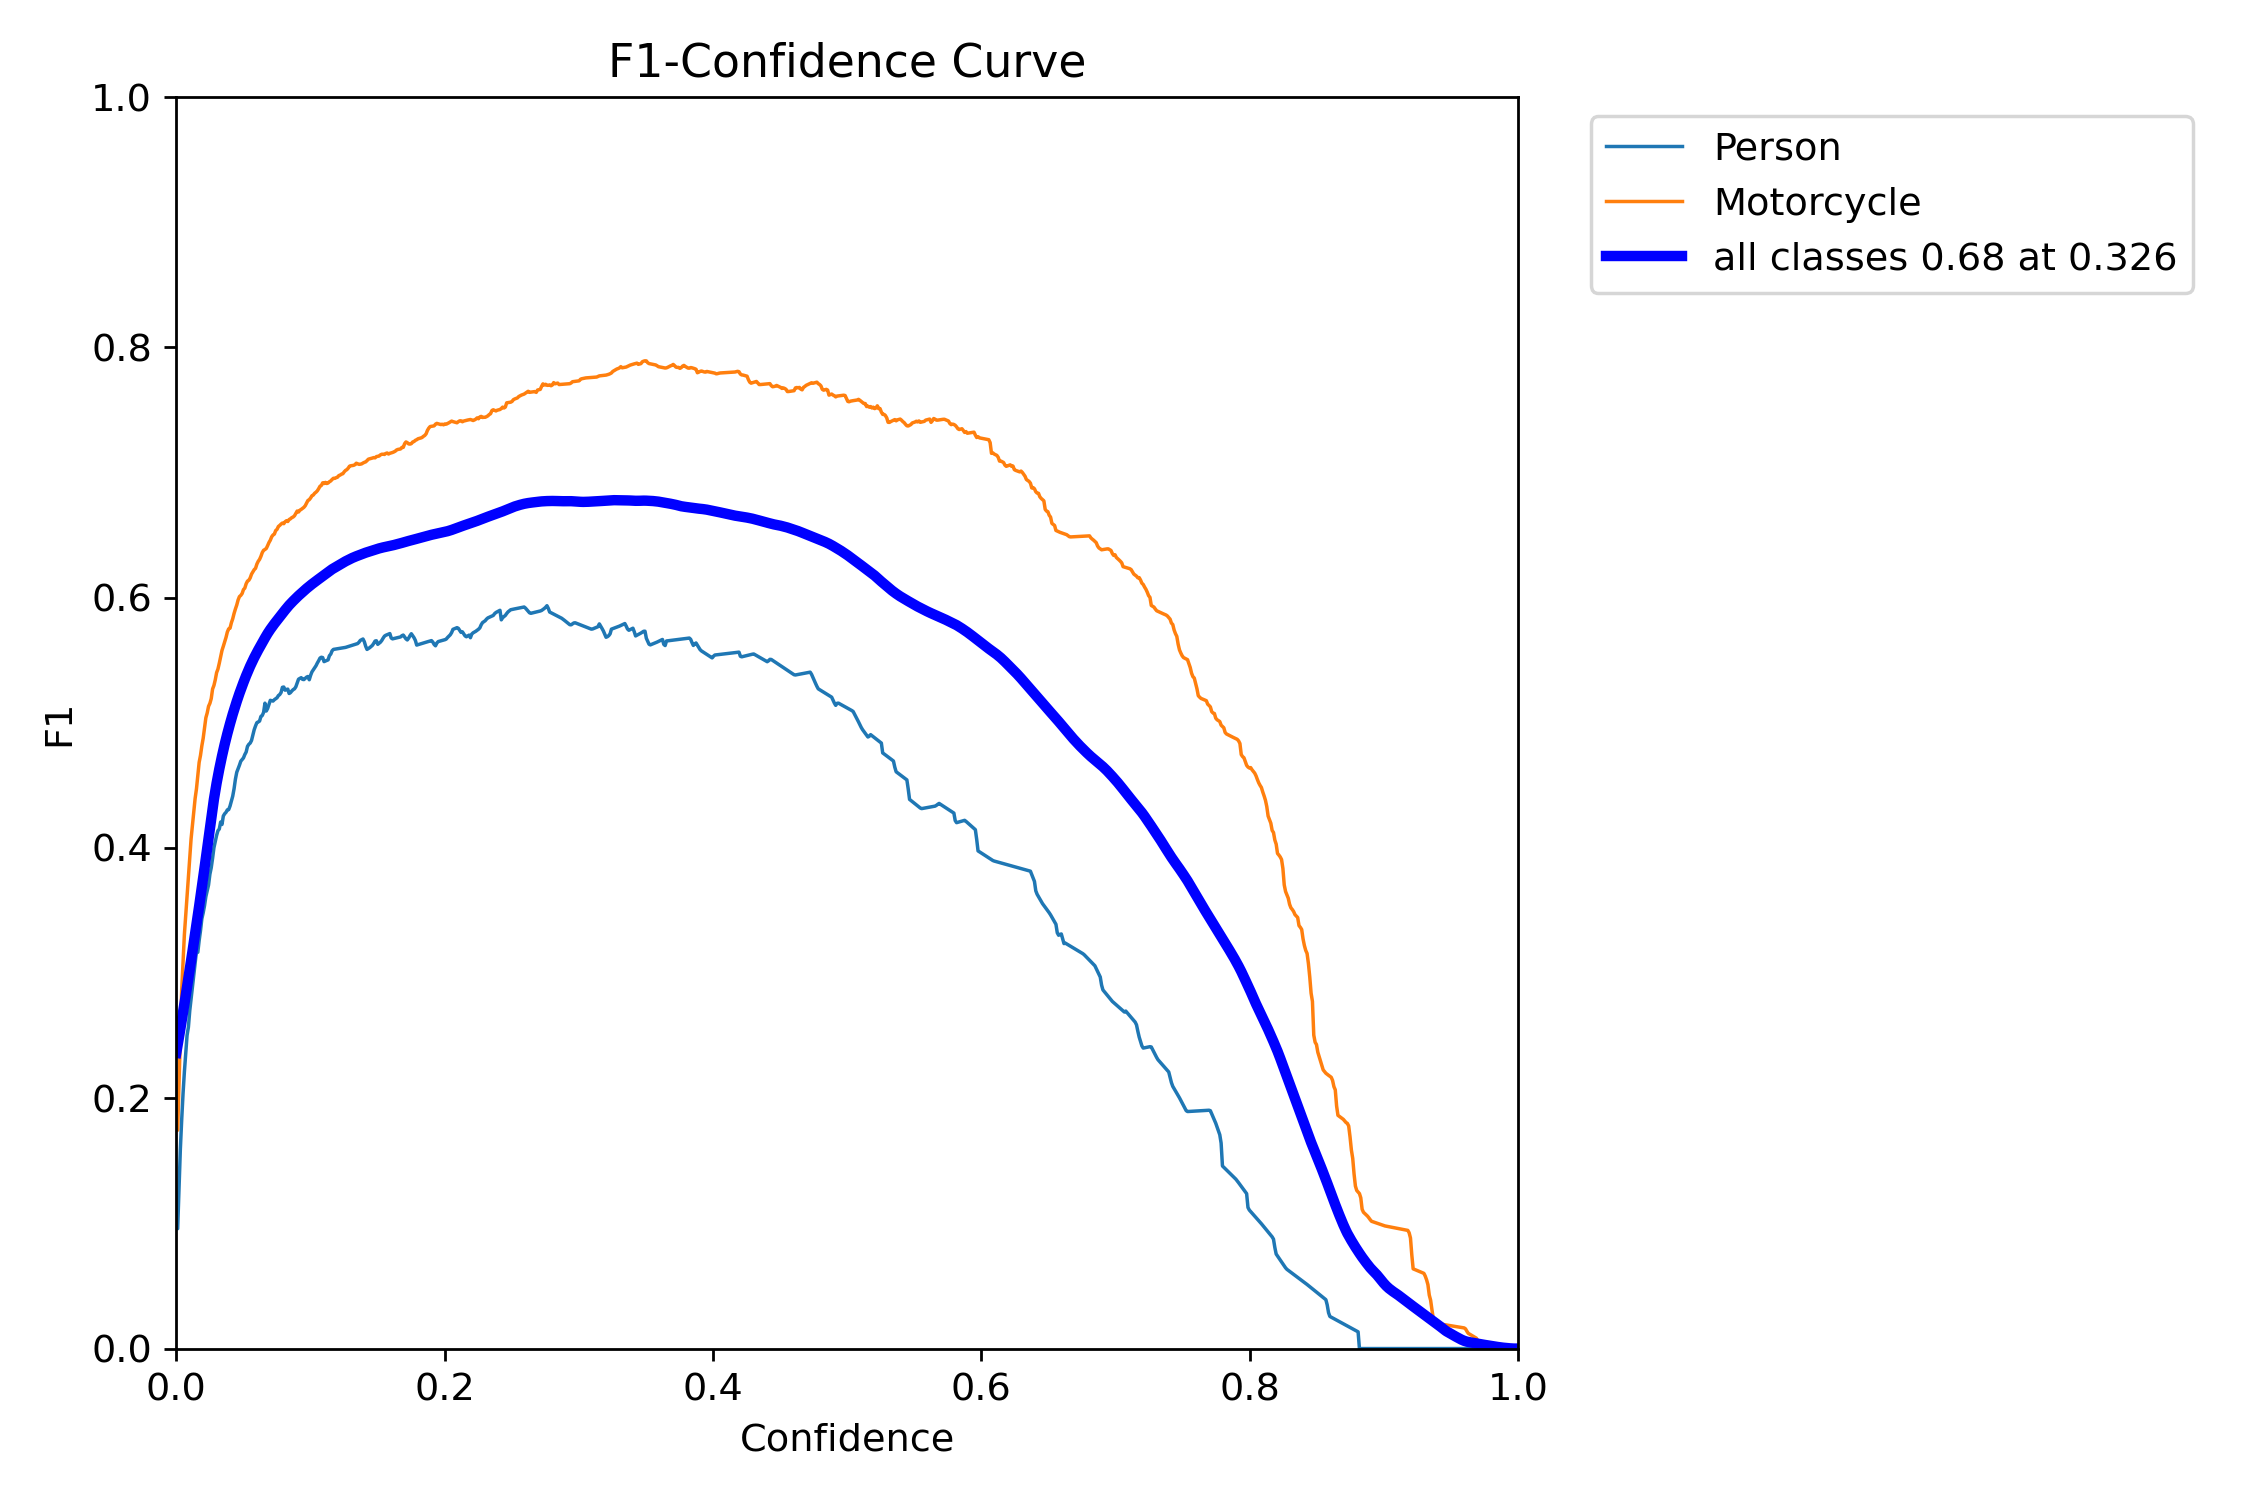 F1-Confidence Curve
1.0
0.8
0.6
0.4
0.2
0.0
F1
0.0 0.2 0.4 0.6 0.8 1.0
Confidence
Person
Motorcycle
all classes 0.68 at 0.326